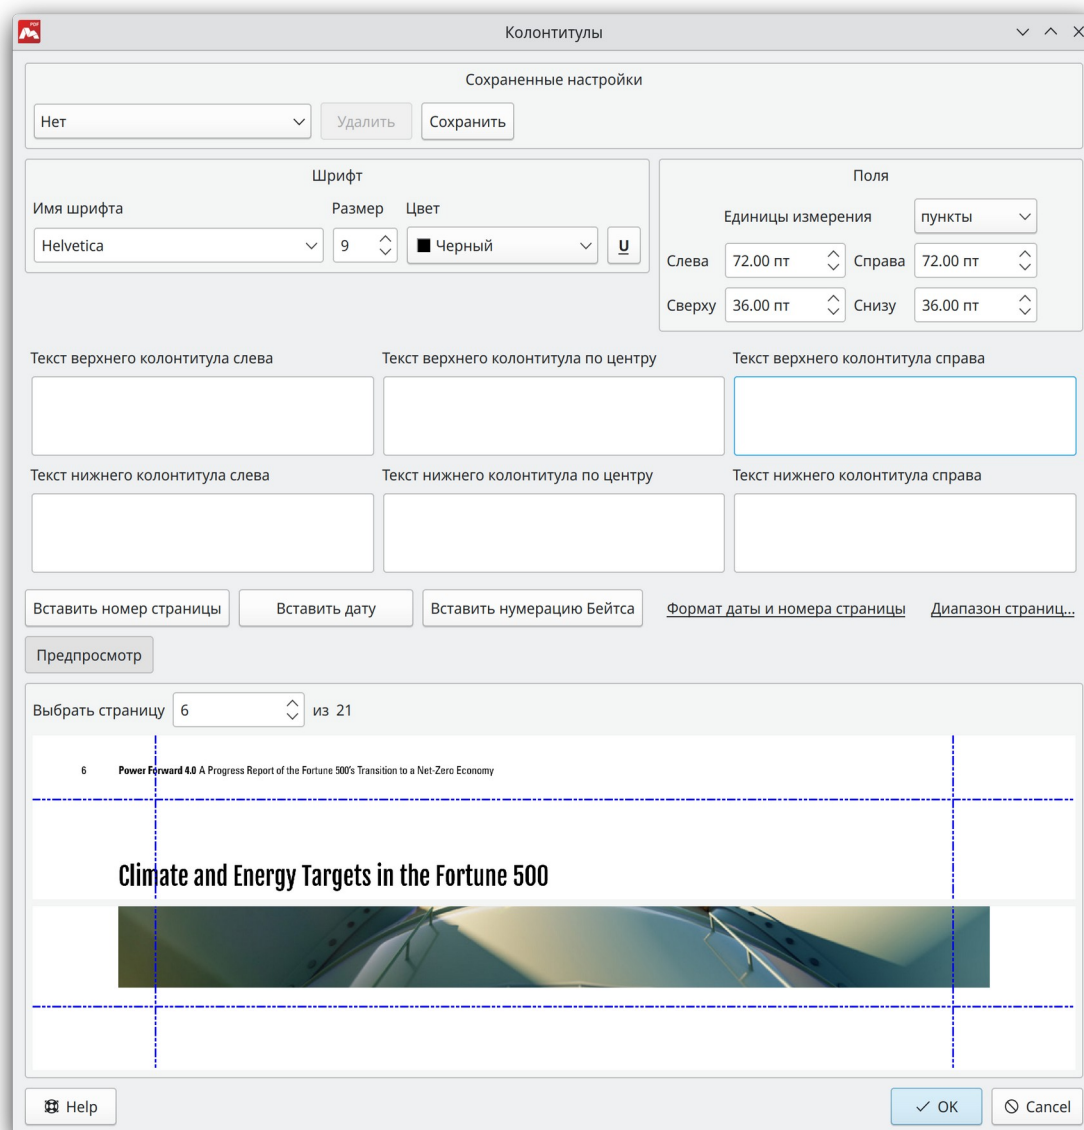 PDF
Колонтитулы
Сохраненные настройки
Нет
Удалить
Сохранить
Шрифт
Поля
Имя шрифта
Размер
Цвет
Единицы измерения
пункты
Helvetica
9
Черный
U
Слева
72.00 пт
Справа
72.00 пт
Сверху
36.00 пт
Снизу
36.00 пт
Текст верхнего колонтитула слева
Текст верхнего колонтитула по центру
Текст верхнего колонтитула справа
Текст нижнего колонтитула слева
Текст нижнего колонтитула по центру
Текст нижнего колонтитула справа
Вставить номер страницы
Вставить дату
Вставить нумерацию Бейтса
Формат даты и номера страницы
Диапазон страниц...
Предпросмотр
Выбрать страницу
6
из 21
6 Power Forward 4.0 A Progress Report of the Fortune 500's Transition to a Net-Zero Economy
Climate and Energy Targets in the Fortune 500
Help
OK
Cancel